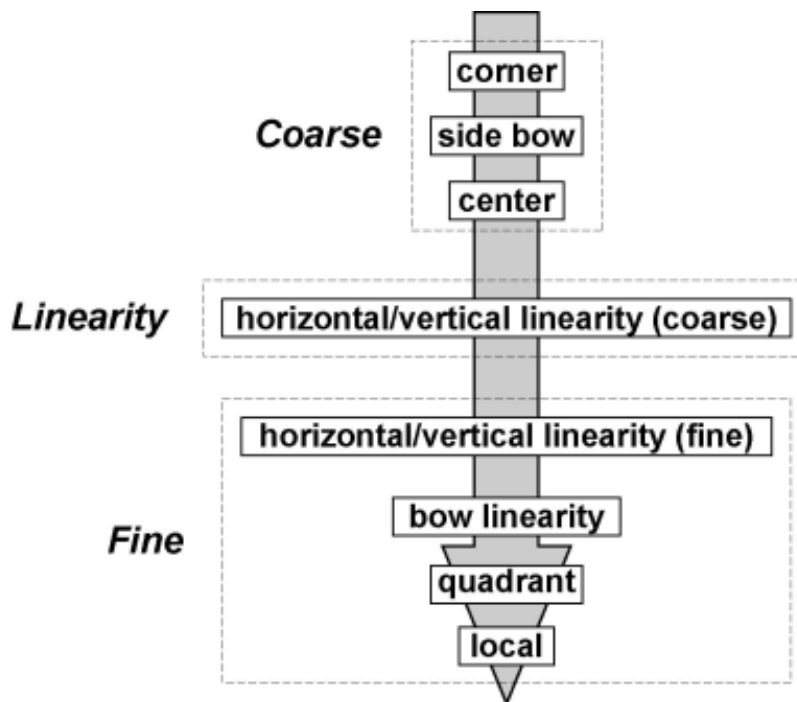 corner
Coarse
side bow
center
Linearity
horizontal/vertical linearity (coarse)
horizontal/vertical linearity (fine)
bow linearity
Fine
quadrant
local